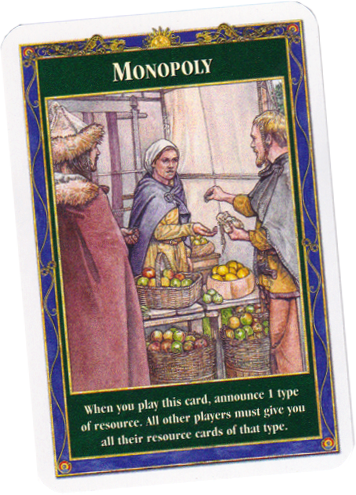 MONOPOLY
When you play this card, announce 1 type
of resource. All other players must give you
all their resource cards of that type.